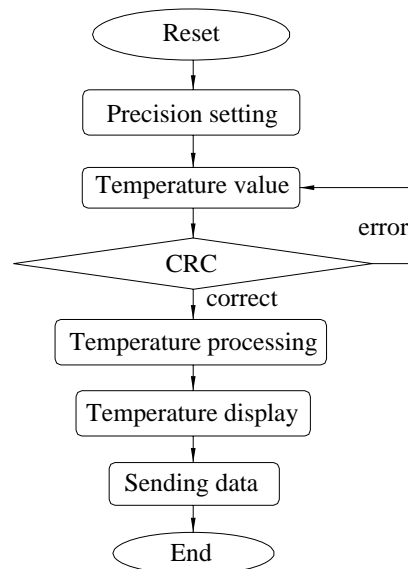 Reset
Precision setting
Temperature value
error
CRC
correct
Temperature processing
Temperature display
Sending data
End